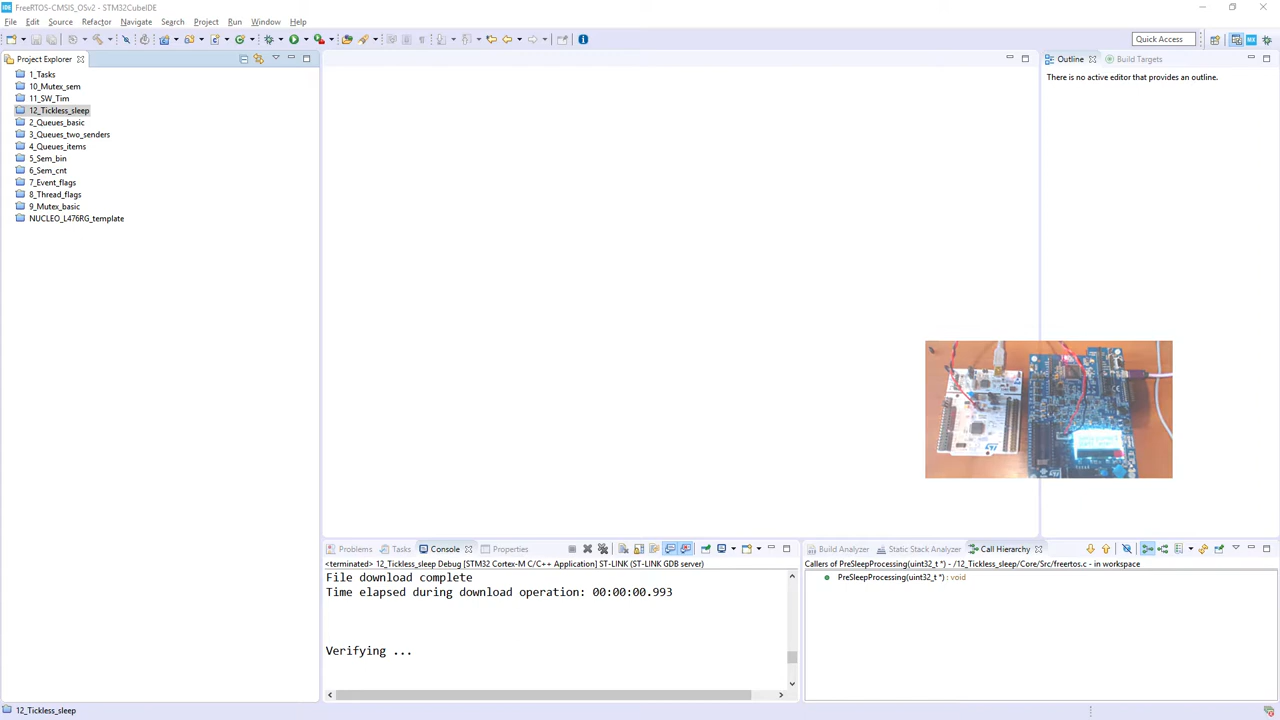 FreeRTOS-CMSIS_OSv2 - STM32CubeIDE
File Edit Source Refactor Navigate Search Project Run Window Help
Quick Access
Project Explorer
1_Tasks
10_Mutex_sem
11_SW_Tim
12_Tickless_sleep
2_Queues_basic
3_Queues_two_senders
4_Queues_items
5_Sem_bin
6_Sem_cnt
7_Event_flags
8_Thread_flags
9_Mutex_basic
NUCLEO_L476RG_template
Outline Build Targets
There is no active editor that provides an outline.
Problems Tasks Console Properties
<terminated> 12_Tickless_sleep Debug [STM32 Cortex-M C/C++ Application] ST-LINK (ST-LINK GDB server)
File download complete
Time elapsed during download operation: 00:00:00.993
Verifying ...
Build Analyzer Static Stack Analyzer Call Hierarchy
Callers of PreSleepProcessing(uint32_t *) - /12_Tickless_sleep/Core/Src/freertos.c - in workspace
PreSleepProcessing(uint32_t *) : void
12_Tickless_sleep